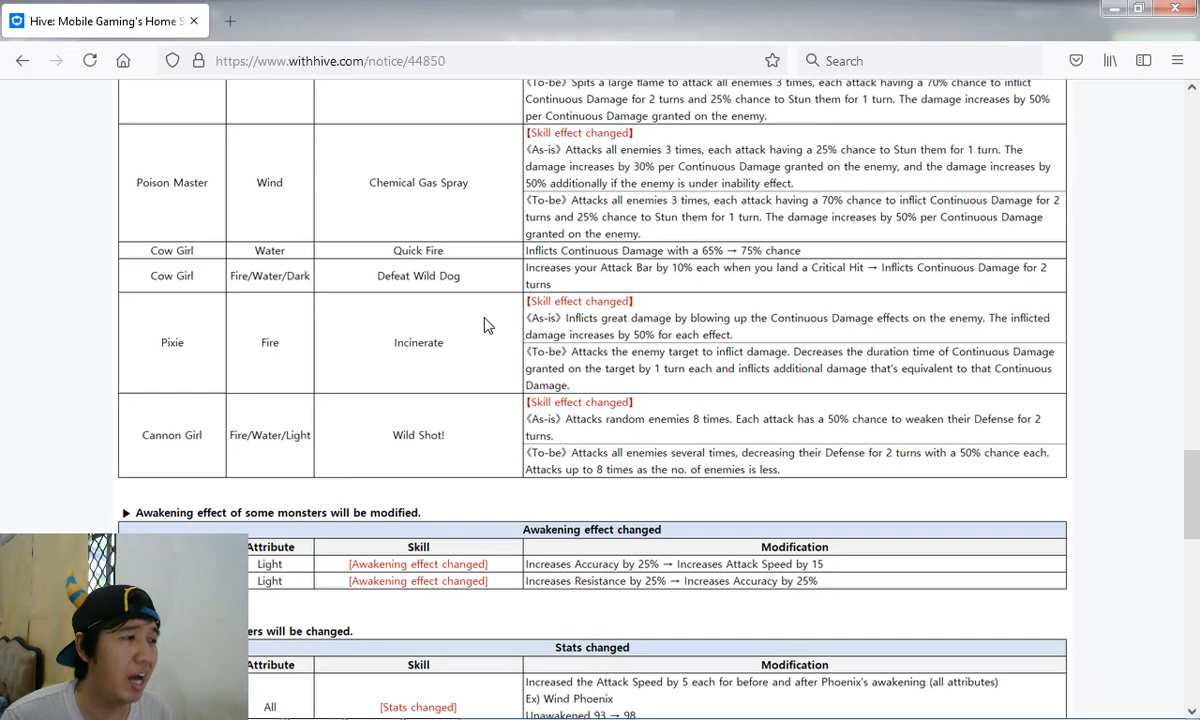 Hive: Mobile Gaming's Home S
https://www.withhive.com/notice/44850
Search
《To-be》 Spits a large flame to attack all enemies 3 times, each attack having a 70% chance to inflict
Continuous Damage for 2 turns and 25% chance to Stun them for 1 turn. The damage increases by 50%
per Continuous Damage granted on the enemy.
Poison Master
Wind
Chemical Gas Spray
【Skill effect changed】
《As-is》 Attacks all enemies 3 times, each attack having a 25% chance to Stun them for 1 turn. The
damage increases by 30% per Continuous Damage granted on the enemy, and the damage increases by
50% additionally if the enemy is under inability effect.
《To-be》 Attacks all enemies 3 times, each attack having a 70% chance to inflict Continuous Damage for 2
turns and 25% chance to Stun them for 1 turn. The damage increases by 50% per Continuous Damage
granted on the enemy.
Cow Girl
Water
Quick Fire
Inflicts Continuous Damage with a 65% → 75% chance
Cow Girl
Fire/Water/Dark
Defeat Wild Dog
Increases your Attack Bar by 10% each when you land a Critical Hit → Inflicts Continuous Damage for 2
turns
Pixie
Fire
Incinerate
【Skill effect changed】
《As-is》 Inflicts great damage by blowing up the Continuous Damage effects on the enemy. The inflicted
damage increases by 50% for each effect.
《To-be》 Attacks the enemy target to inflict damage. Decreases the duration time of Continuous Damage
granted on the target by 1 turn each and inflicts additional damage that's equivalent to that Continuous
Damage.
Cannon Girl
Fire/Water/Light
Wild Shot!
【Skill effect changed】
《As-is》 Attacks random enemies 8 times. Each attack has a 50% chance to weaken their Defense for 2
turns.
《To-be》 Attacks all enemies several times, decreasing their Defense for 2 turns with a 50% chance each.
Attacks up to 8 times as the no. of enemies is less.
▶ Awakening effect of some monsters will be modified.
Awakening effect changed
Attribute
Skill
Modification
Light
[Awakening effect changed]
Increases Accuracy by 25% → Increases Attack Speed by 15
Light
[Awakening effect changed]
Increases Resistance by 25% → Increases Accuracy by 25%
ers will be changed.
Stats changed
Attribute
Skill
Modification
All
[Stats changed]
Increased the Attack Speed by 5 each for before and after Phoenix's awakening (all attributes)
Ex) Wind Phoenix
Unawakened 93 → 98